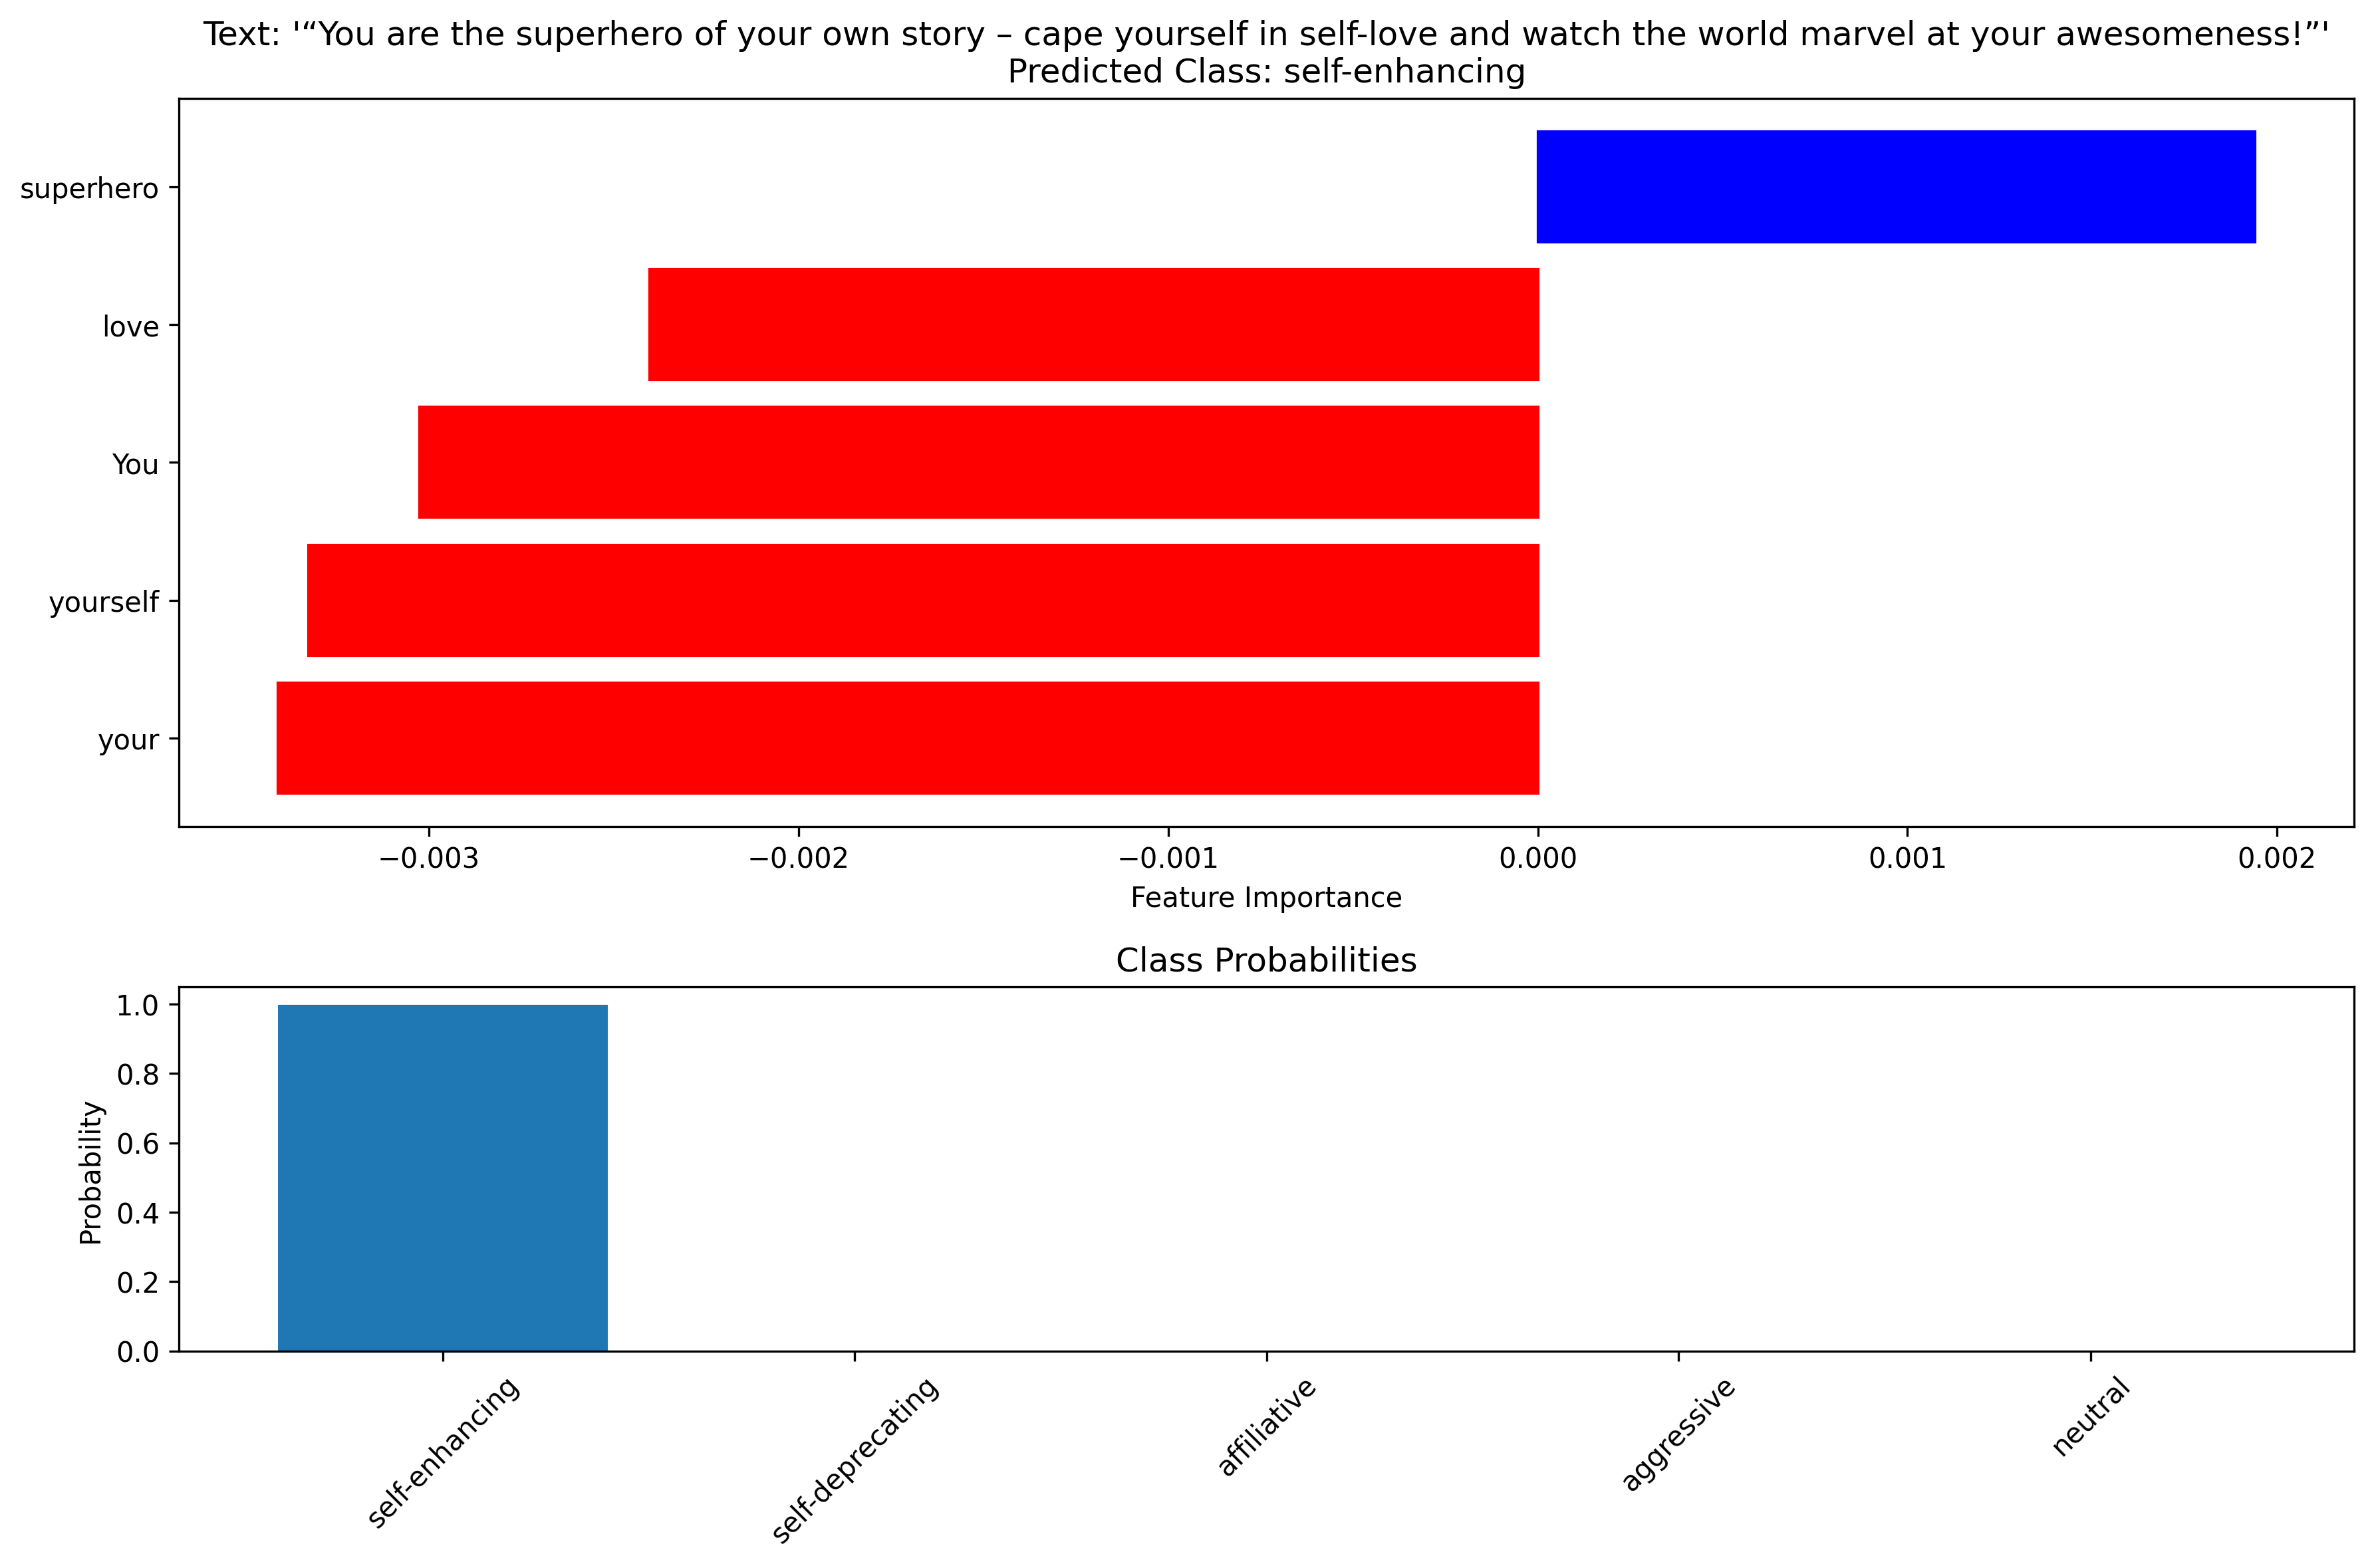 Text: '“You are the superhero of your own story – cape yourself in self-love and watch the world marvel at your awesomeness!”'
Predicted Class: self-enhancing
superhero
love
You
yourself
your
−0.003 −0.002 −0.001 0.000 0.001 0.002
Feature Importance
Class Probabilities
1.0
0.8
0.6
0.4
0.2
0.0
Probability
self-enhancing self-deprecating affiliative aggressive neutral